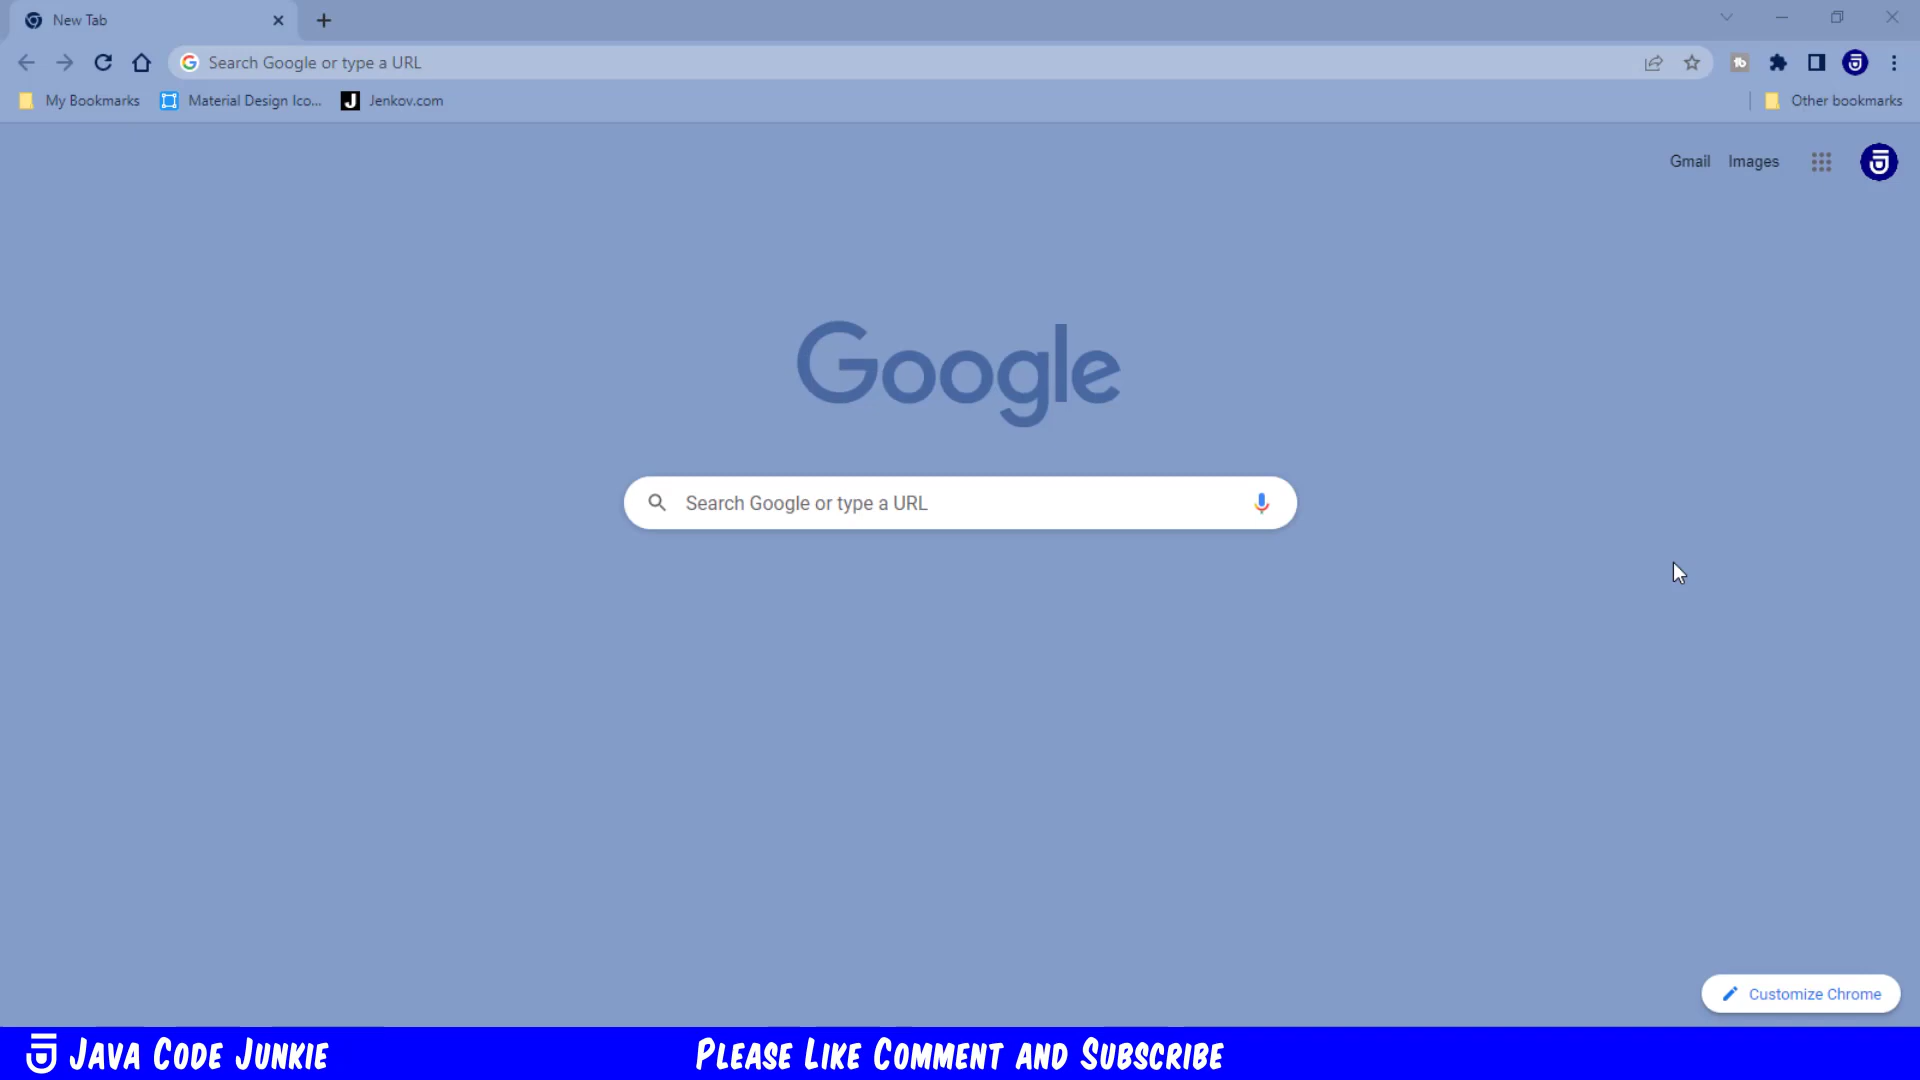 New Tab
Search Google or type a URL
My Bookmarks
Material Design Ico...
Jenkov.com
Other bookmarks
Gmail
Images
Google
Search Google or type a URL
Customize Chrome
Java Code Junkie
Please Like Comment and Subscribe